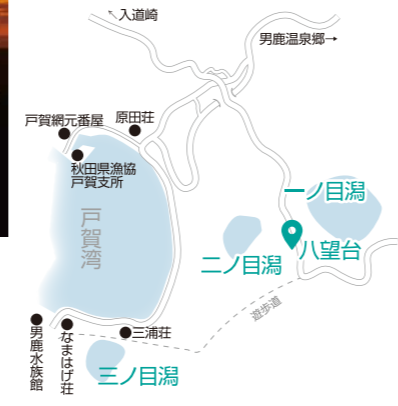 ↖入道崎
男鹿温泉郷→
戸賀網元番屋
原田荘
秋田県漁協
戸賀支所
戸賀湾
一ノ目潟
二ノ目潟
八望台
遊歩道
男鹿水族館
なまはげ荘
三浦荘
三ノ目潟